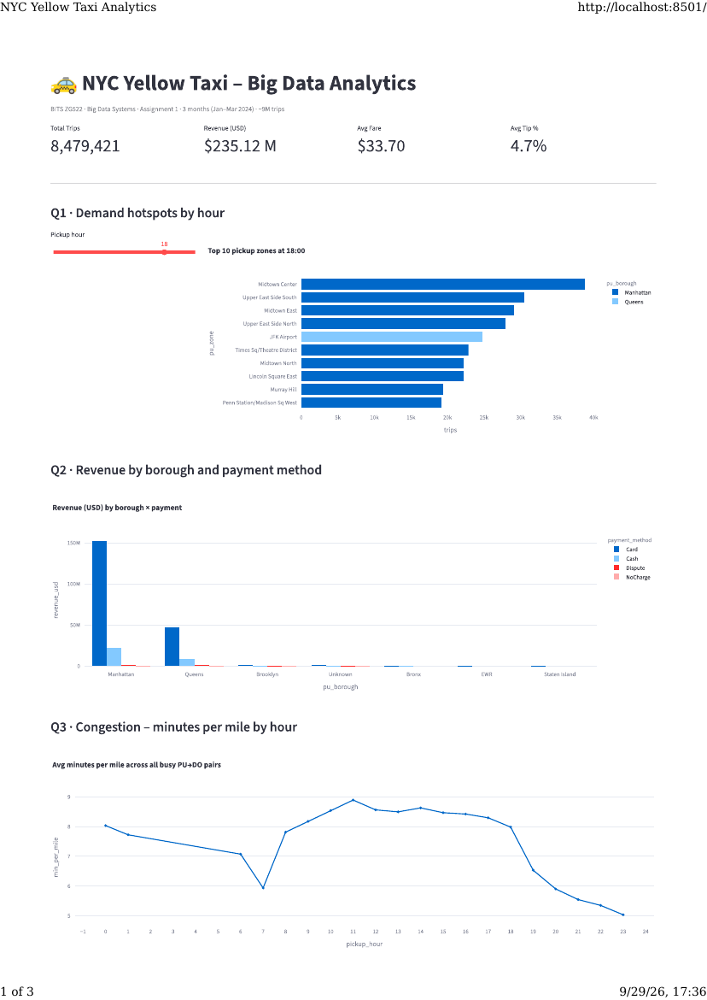 NYC Yellow Taxi Analytics
http://localhost:8501/
🚕 NYC Yellow Taxi – Big Data Analytics
BITS ZG522 · Big Data Systems · Assignment 1 · 3 months (Jan–Mar 2024) · ~9M trips
Total Trips
8,479,421
Revenue (USD)
$235.12 M
Avg Fare
$33.70
Avg Tip %
4.7%
Q1 · Demand hotspots by hour
Pickup hour
18
Top 10 pickup zones at 18:00
pu_zone
Midtown Center
Upper East Side South
Midtown East
Upper East Side North
JFK Airport
Times Sq/Theatre District
Midtown North
Lincoln Square East
Murray Hill
Penn Station/Madison Sq West
0 5k 10k 15k 20k 25k 30k 35k 40k
trips
pu_borough
Manhattan
Queens
Q2 · Revenue by borough and payment method
Revenue (USD) by borough × payment
revenue_usd
150M
100M
50M
0
Manhattan Queens Brooklyn Unknown Bronx EWR Staten Island
pu_borough
payment_method
Card
Cash
Dispute
NoCharge
Q3 · Congestion – minutes per mile by hour
Avg minutes per mile across all busy PU→DO pairs
min_per_mile
9
8
7
6
5
−1 0 1 2 3 4 5 6 7 8 9 10 11 12 13 14 15 16 17 18 19 20 21 22 23 24
pickup_hour
1 of 3
9/29/26, 17:36